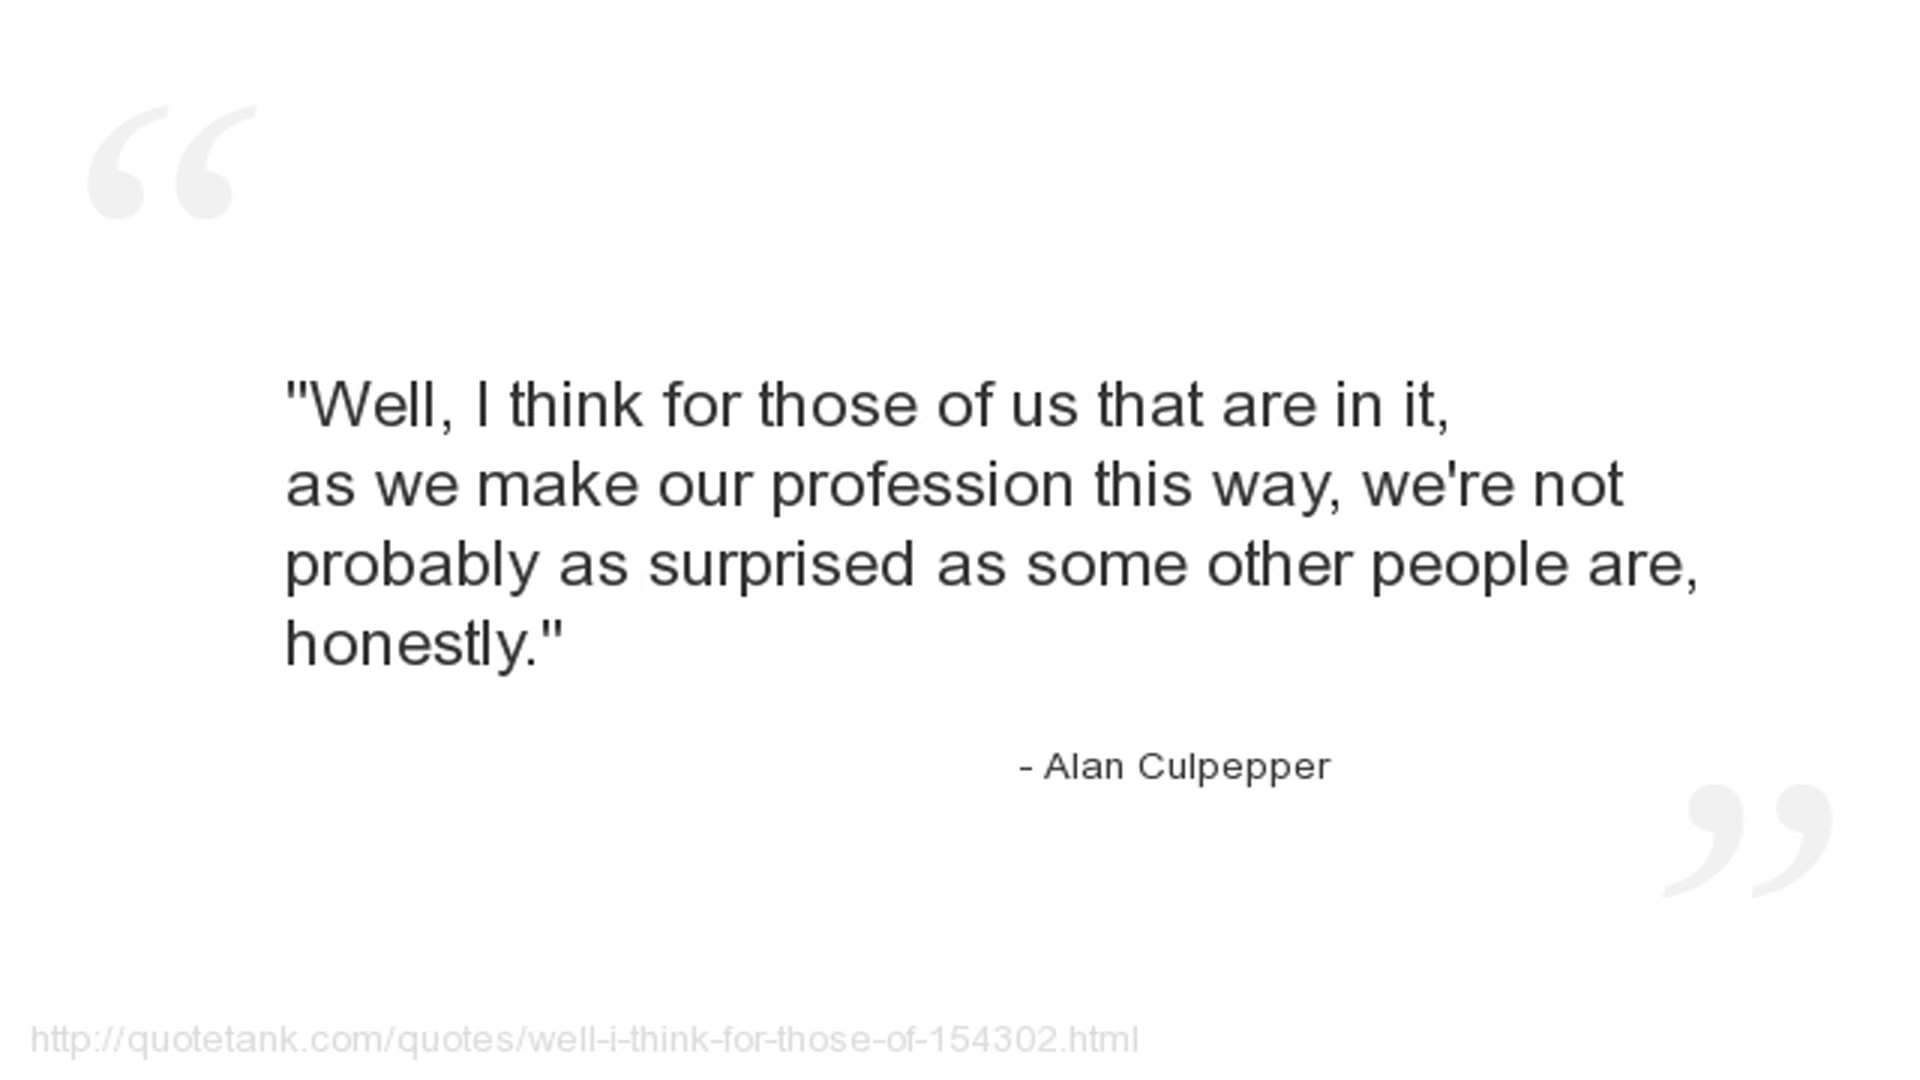 "Well, I think for those of us that are in it,
as we make our profession this way, we're not
probably as surprised as some other people are,
honestly."
- Alan Culpepper
http://quotetank.com/quotes/well-i-think-for-those-of-154302.html